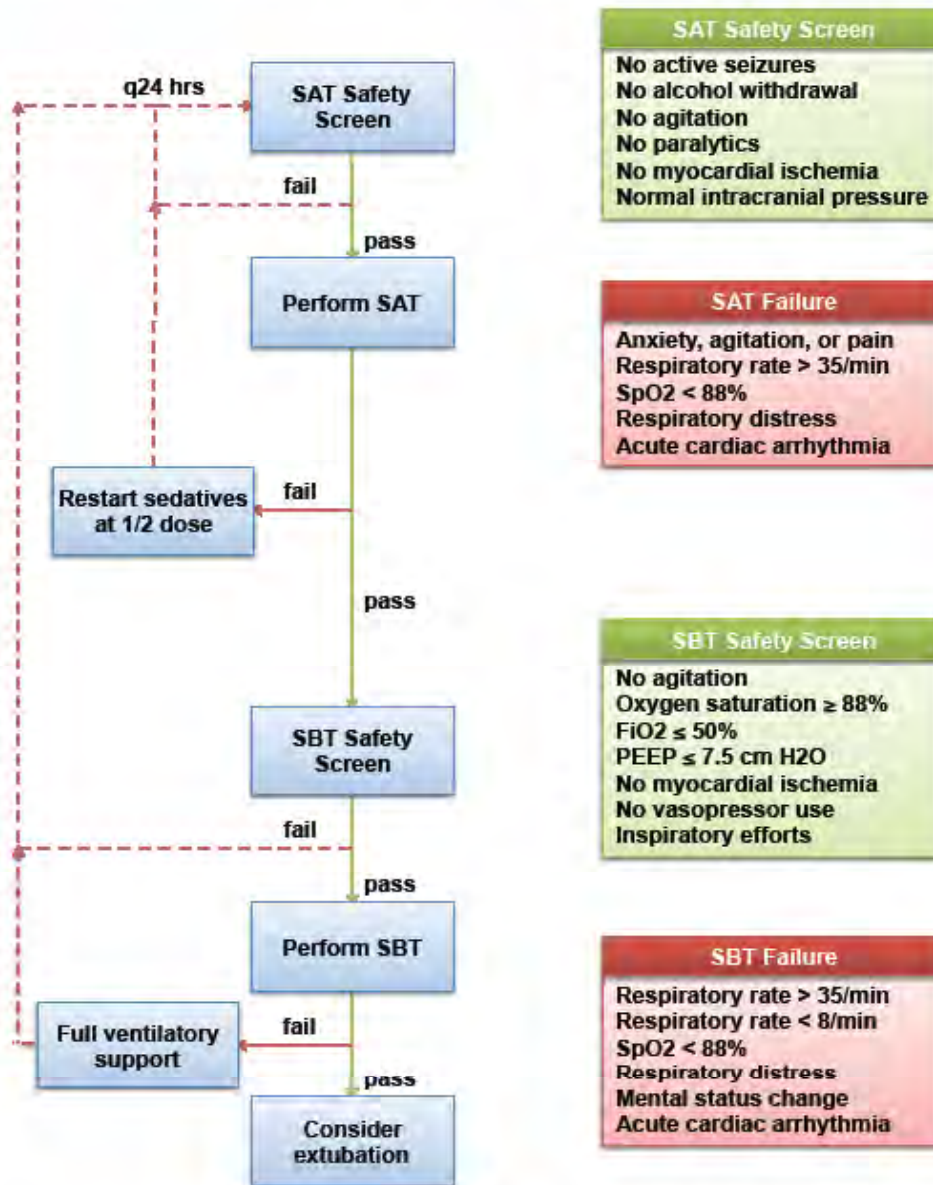 SAT Safety Screen
No active seizures
No alcohol withdrawal
No agitation
No paralytics
No myocardial ischemia
Normal intracranial pressure
q24 hrs
SAT Safety
Screen
fail
pass
Perform SAT
SAT Failure
Anxiety, agitation, or pain
Respiratory rate > 35/min
SpO2 < 88%
Respiratory distress
Acute cardiac arrhythmia
Restart sedatives
at 1/2 dose
fail
pass
SBT Safety
Screen
SBT Safety Screen
No agitation
Oxygen saturation ≥ 88%
FiO2 ≤ 50%
PEEP ≤ 7.5 cm H2O
No myocardial ischemia
No vasopressor use
Inspiratory efforts
fail
pass
Perform SBT
SBT Failure
Respiratory rate > 35/min
Respiratory rate < 8/min
SpO2 < 88%
Respiratory distress
Mental status change
Acute cardiac arrhythmia
Full ventilatory
support
fail
pass
Consider
extubation